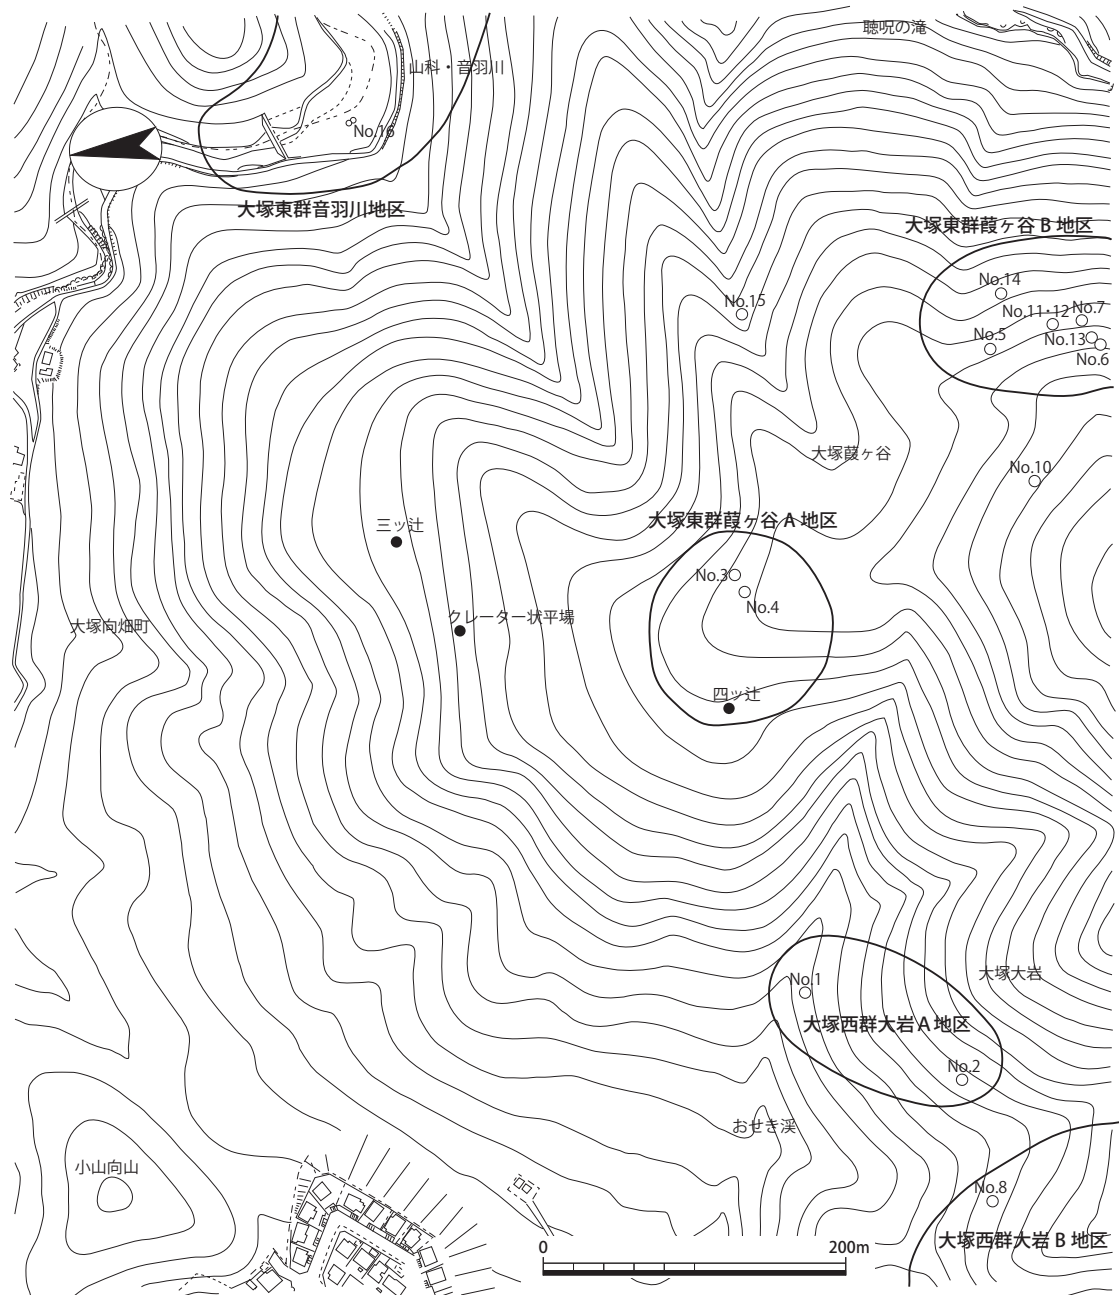 聴呪の滝
山科・音羽川
No.16
大塚東群音羽川地区
大塚東群葭ヶ谷 B 地区
No.14
No.15
No.11・12
No.7
No.5
No.13
No.6
大塚葭ヶ谷
No.10
三ッ辻
大塚東群葭ヶ谷 A 地区
No.3
No.4
クレーター状平場
大塚向畑町
四ッ辻
大塚大岩
No.1
大塚西群大岩 A 地区
No.2
おせき渓
小山向山
No.8
大塚西群大岩 B 地区
0
200m